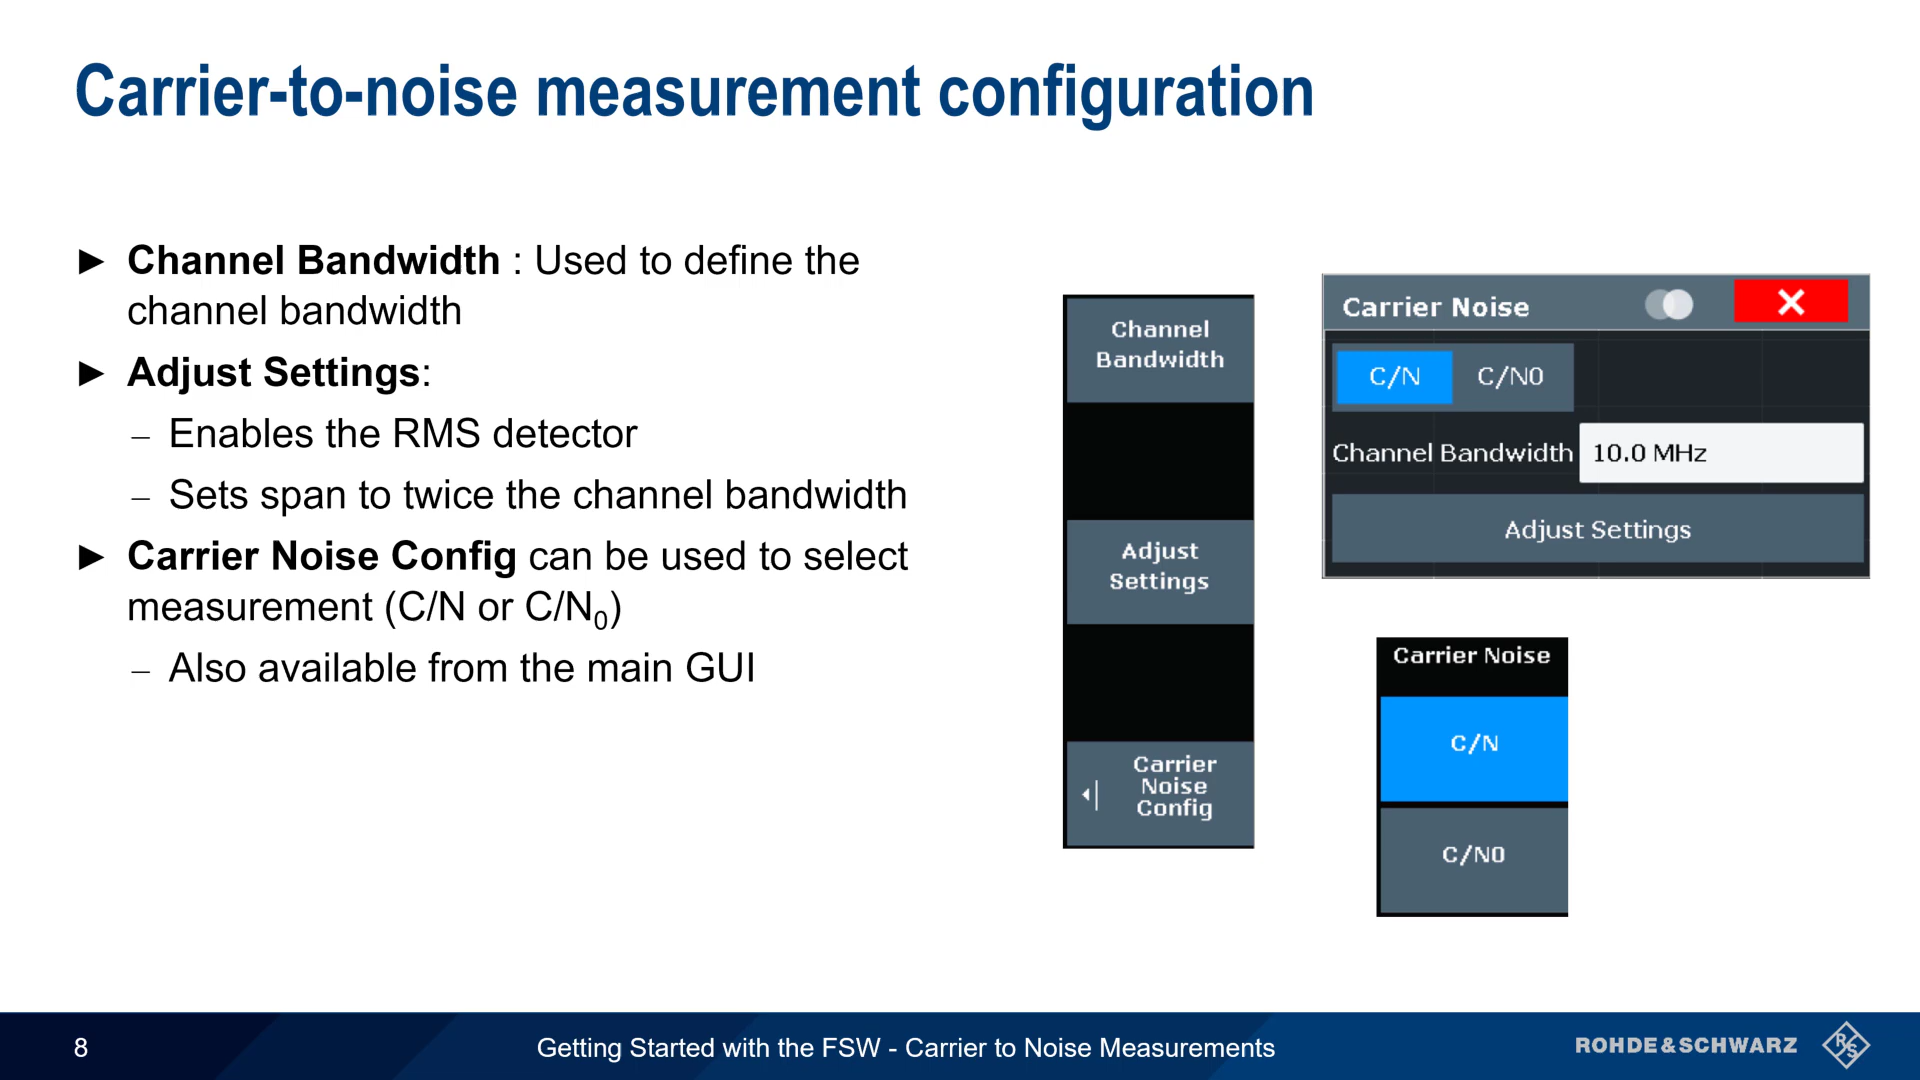 Carrier-to-noise measurement configuration
► Channel Bandwidth : Used to define the
channel bandwidth
► Adjust Settings:
– Enables the RMS detector
– Sets span to twice the channel bandwidth
► Carrier Noise Config can be used to select
measurement (C/N or C/N₀)
– Also available from the main GUI
Channel
Bandwidth
Adjust
Settings
Carrier
Noise
Config
Carrier Noise
C/N C/N0
Channel Bandwidth 10.0 MHz
Adjust Settings
Carrier Noise
C/N
C/N0
8
Getting Started with the FSW - Carrier to Noise Measurements
ROHDE&SCHWARZ
R&S